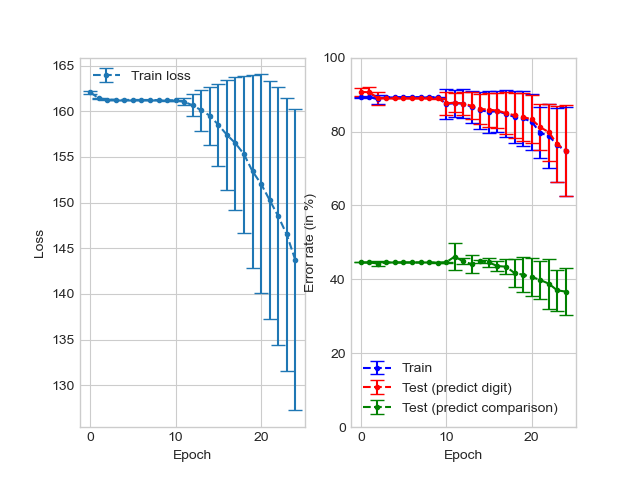 Train loss
165
160
155
150
145
140
135
130
Loss
0
10
20
Epoch
100
80
60
40
20
0
Error rate (in %)
Train
Test (predict digit)
Test (predict comparison)
0
10
20
Epoch